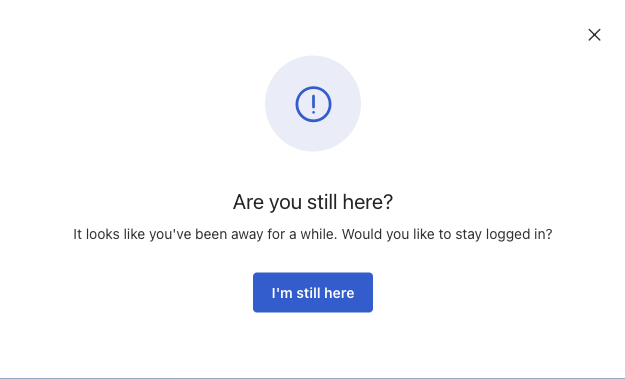 Are you still here?
It looks like you've been away for a while. Would you like to stay logged in?
I'm still here